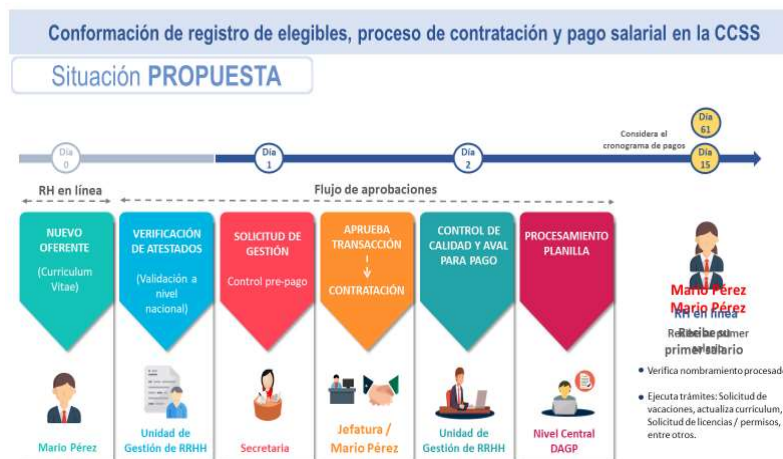 Conformación de registro de elegibles, proceso de contratación y pago salarial en la CCSS
Situación PROPUESTA
Día
0
Día
1
Día
2
Considera el
cronograma de pagos
Día
61
Día
15
RH en línea
Flujo de aprobaciones
NUEVO
OFERENTE
(Curriculum
Vitae)
VERIFICACIÓN
DE ATESTADOS
(Validación a
nivel
nacional)
SOLICITUD DE
GESTIÓN
Control pre-pago
APRUEBA
TRANSACCIÓN
CONTRATACIÓN
CONTROL DE
CALIDAD Y AVAL
PARA PAGO
PROCESAMIENTO
PLANILLA
Mario Pérez
Unidad de
Gestión de RRHH
Secretaria
Jefatura /
Mario Pérez
Unidad de
Gestión de RRHH
Nivel Central
DAGP
Mario Pérez
Mario Pérez
RH en línea
Recibe su
primer salario
• Verifica nombramiento procesado
• Ejecuta trámites: Solicitud de
vacaciones, actualiza curriculum,
Solicitud de licencias / permisos,
entre otros.